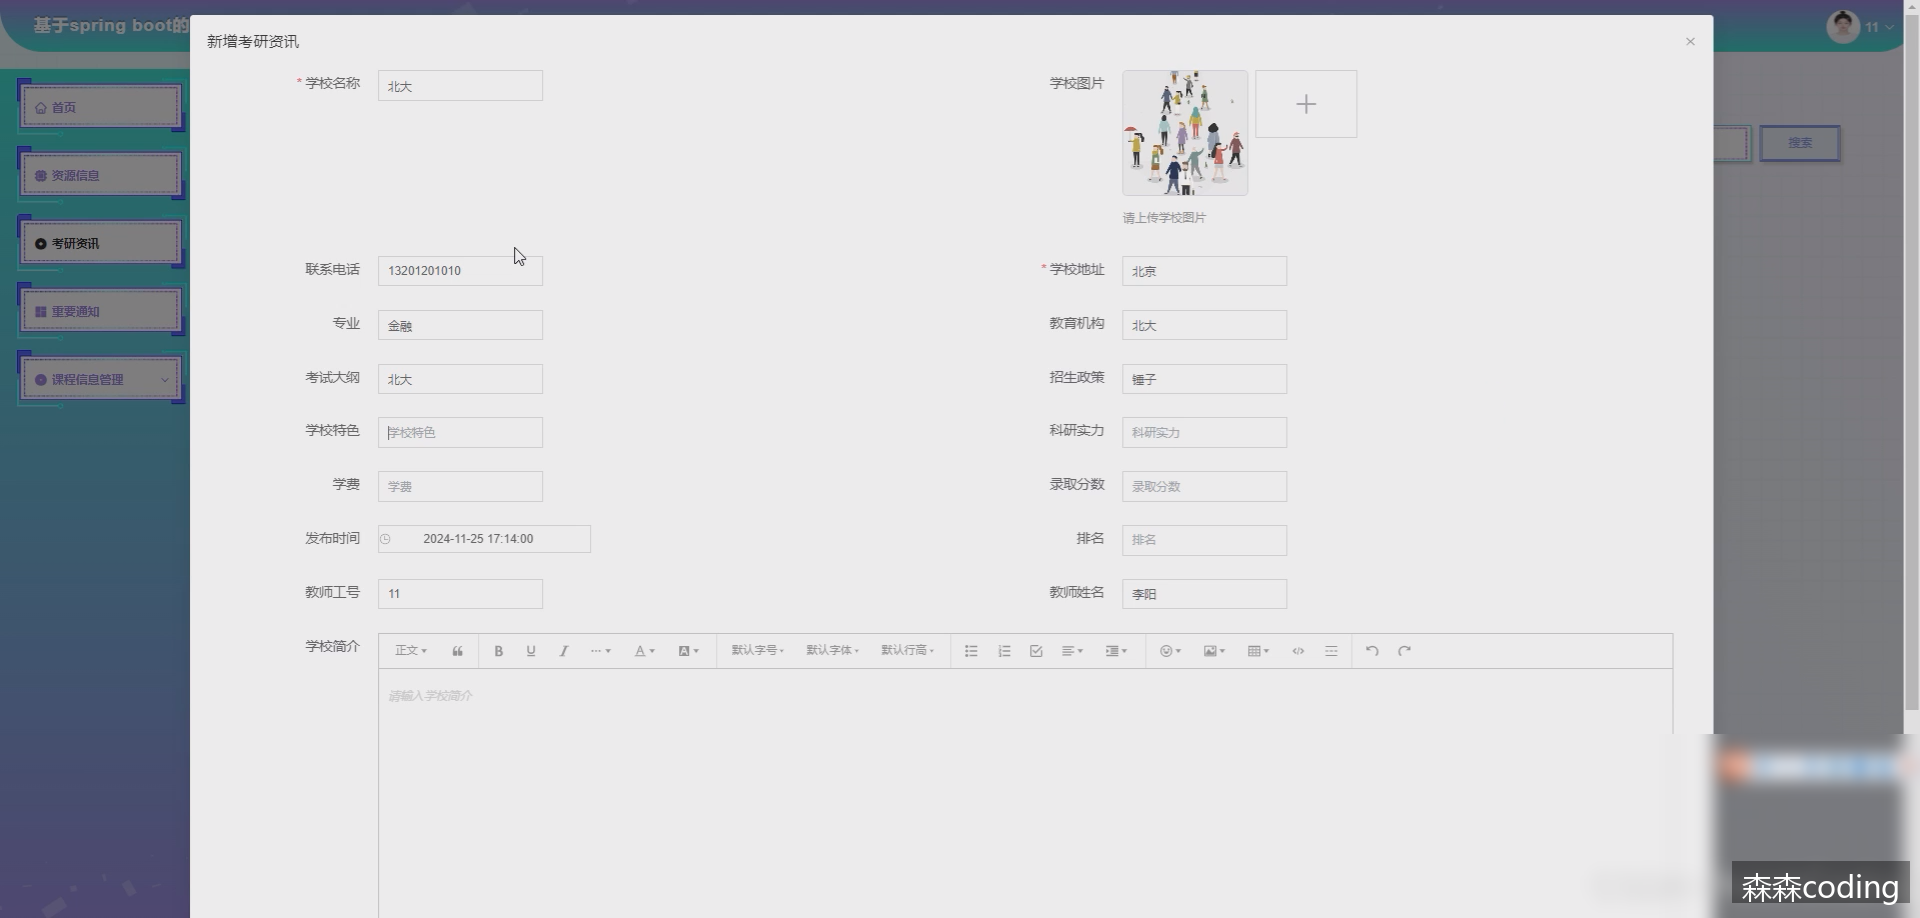 基于spring boot的
11
新增考研资讯
首页
资源信息
考研资讯
重要通知
课程信息管理
搜索
* 学校名称
北大
学校图片
请上传学校图片
联系电话
13201201010
* 学校地址
北京
专业
金融
教育机构
北大
考试大纲
北大
招生政策
锤子
学校特色
学校特色
科研实力
科研实力
学费
学费
录取分数
录取分数
发布时间
2024-11-25 17:14:00
排名
排名
教师工号
11
教师姓名
李阳
学校简介
正文 B U I A A 默认字号 默认字体 默认行高
请输入学校简介
森森coding